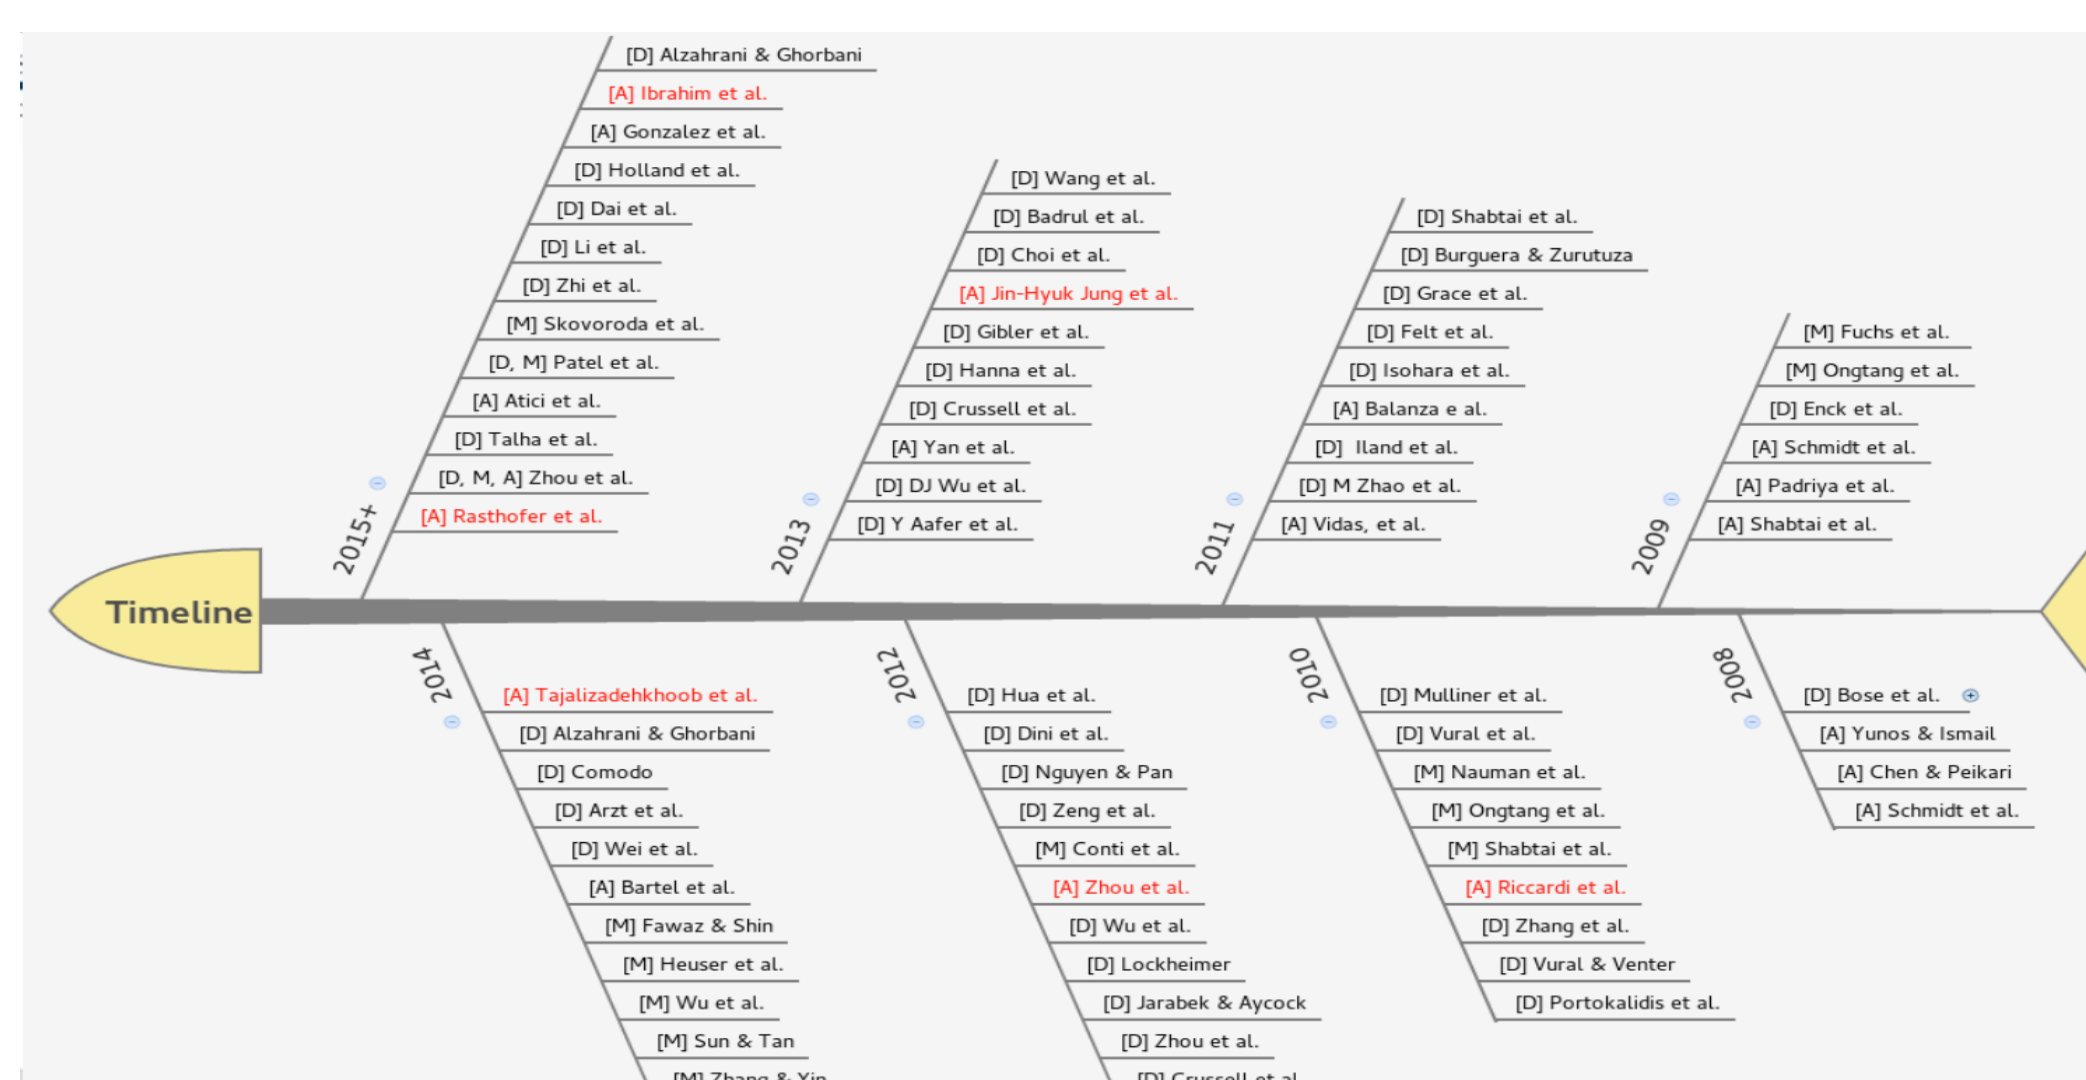 [D] Alzahrani & Ghorbani
[A] Ibrahim et al.
[A] Gonzalez et al.
[D] Holland et al.
[D] Dai et al.
[D] Li et al.
[D] Zhi et al.
[M] Skovoroda et al.
[D, M] Patel et al.
[A] Atici et al.
[D] Talha et al.
[D, M, A] Zhou et al.
[A] Rasthofer et al.
2015+
[D] Wang et al.
[D] Badrul et al.
[D] Choi et al.
[A] Jin-Hyuk Jung et al.
[D] Gibler et al.
[D] Hanna et al.
[D] Crussell et al.
[A] Yan et al.
[D] DJ Wu et al.
[D] Y Aafer et al.
2013
[D] Shabtai et al.
[D] Burguera & Zurutuza
[D] Grace et al.
[D] Felt et al.
[D] Isohara et al.
[A] Balanza e al.
[D] Iland et al.
[D] M Zhao et al.
[A] Vidas, et al.
2011
[M] Fuchs et al.
[M] Ongtang et al.
[D] Enck et al.
[A] Schmidt et al.
[A] Padriya et al.
[A] Shabtai et al.
2009
Timeline
2014
[A] Tajalizadehkhoob et al.
[D] Alzahrani & Ghorbani
[D] Comodo
[D] Arzt et al.
[D] Wei et al.
[A] Bartel et al.
[M] Fawaz & Shin
[M] Heuser et al.
[M] Wu et al.
[M] Sun & Tan
[M] Zhang & Yin
2012
[D] Hua et al.
[D] Dini et al.
[D] Nguyen & Pan
[D] Zeng et al.
[M] Conti et al.
[A] Zhou et al.
[D] Wu et al.
[D] Lockheimer
[D] Jarabek & Aycock
[D] Zhou et al.
[D] Crussell et al.
2010
[D] Mulliner et al.
[D] Vural et al.
[M] Nauman et al.
[M] Ongtang et al.
[M] Shabtai et al.
[A] Riccardi et al.
[D] Zhang et al.
[D] Vural & Venter
[D] Portokalidis et al.
2008
[D] Bose et al.
[A] Yunos & Ismail
[A] Chen & Peikari
[A] Schmidt et al.